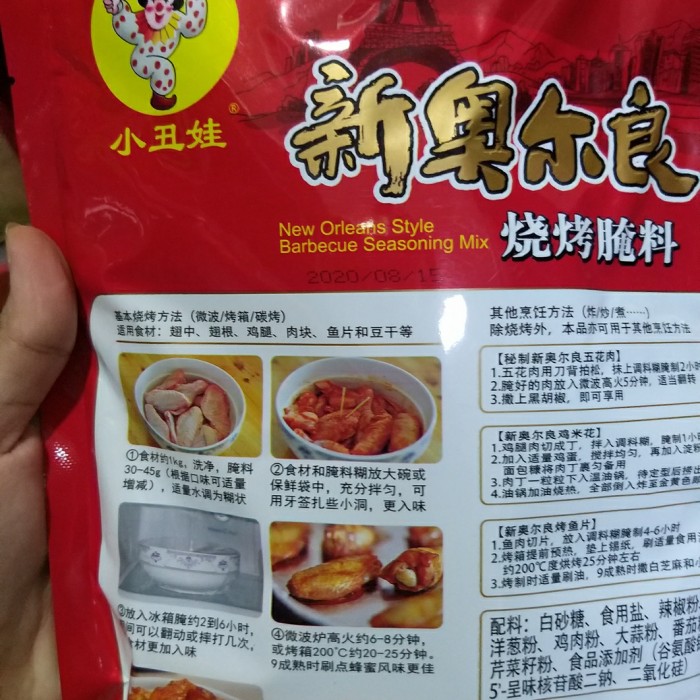 小丑娃
®
新奥尔良
New Orleans Style
Barbecue Seasoning Mix
烧烤腌料
2020/08/15
基本烧烤方法（微波/烤箱/碳烤）
适用食材：翅中、翅根、鸡腿、肉块、鱼片和豆干等
①食材约1kg，洗净，腌料
30~45g（根据口味可适量
增减），适量水调为糊状
②食材和腌料糊放大碗或
保鲜袋中，充分拌匀，可
用牙签扎些小洞，更入味
③放入冰箱腌约2到6小时，
间可以翻动或摔打几次，
食材更加入味
④微波炉高火约6-8分钟，
或烤箱200℃约20-25分钟。
9成熟时刷点蜂蜜风味更佳
其他烹饪方法（炸/炒/煮……）
除烧烤外，本品亦可用于其他烹饪方法
【秘制新奥尔良五花肉】
1.五花肉用刀背拍松，抹上调料糊腌制2小时
2.腌好的肉放入微波高火5分钟，适当翻转
3.撒上黑胡椒，即可享用
【新奥尔良鸡米花】
1.鸡腿肉切成丁，拌入调料糊，腌制1小
2.加入适量鸡蛋，搅拌均匀，再加入淀粉
面包糠将肉丁裹匀备用
3.肉丁一粒粒下入温油锅，待定型后捞出
4.油锅加油烧热，全部倒入炸至金黄色
【新奥尔良烤鱼片】
1.鱼肉切片，放入调料糊腌制4-6小时
2.烤箱提前预热，垫上锡纸，刷适量食用
约200℃度烘烤25分钟左右
3.烤制时适量刷油，9成熟时撒白芝麻和
配料：白砂糖、食用盐、辣椒粉
洋葱粉、鸡肉粉、大蒜粉、番茄
芹菜籽粉、食品添加剂（谷氨酸
5'-呈味核苷酸二钠、二氧化硅）